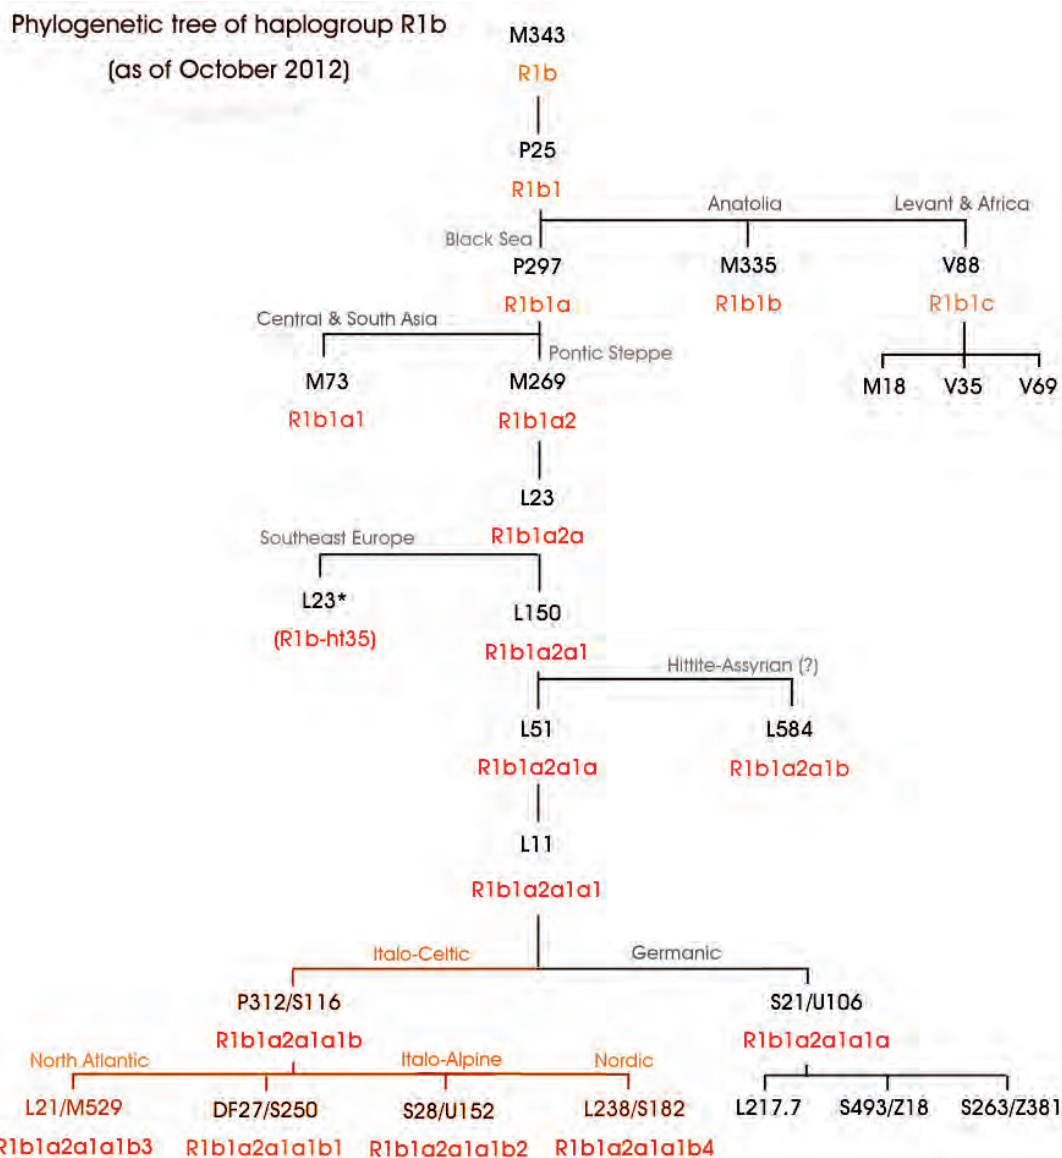 Phylogenetic tree of haplogroup R1b
(as of October 2012)
M343
R1b
P25
R1b1
Anatolia
Levant & Africa
Black Sea
P297
M335
V88
R1b1a
R1b1b
R1b1c
Central & South Asia
Pontic Steppe
M73
M269
M18
V35
V69
R1b1a1
R1b1a2
L23
R1b1a2a
Southeast Europe
L23*
L150
(R1b-ht35)
R1b1a2a1
Hittite-Assyrian (?)
L51
L584
R1b1a2a1a
R1b1a2a1b
L11
R1b1a2a1a1
Italo-Celtic
Germanic
P312/S116
S21/U106
R1b1a2a1a1b
R1b1a2a1a1a
North Atlantic
Italo-Alpine
Nordic
L21/M529
DF27/S250
S28/U152
L238/S182
L217.7
S493/Z18
S263/Z381
R1b1a2a1a1b3
R1b1a2a1a1b1
R1b1a2a1a1b2
R1b1a2a1a1b4